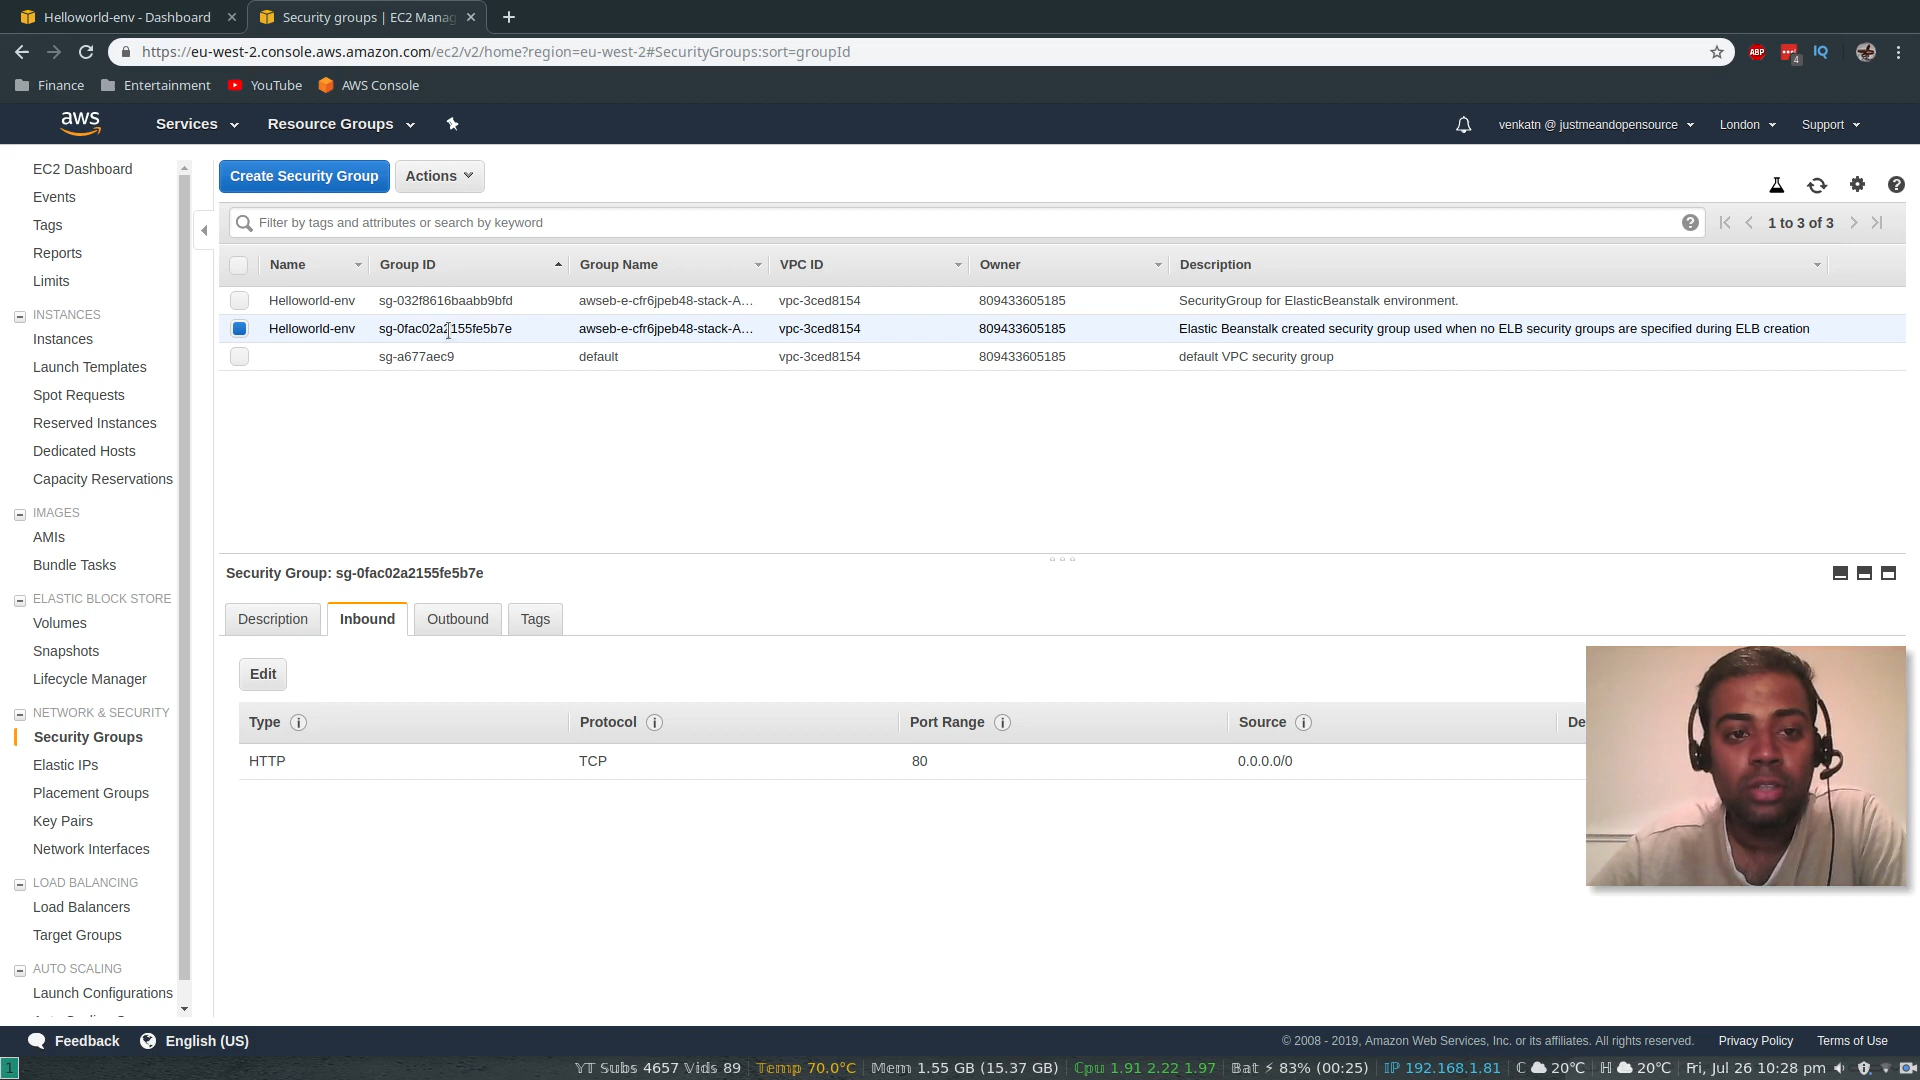 Helloworld-env - Dashboard
Security groups | EC2 Manag
https://eu-west-2.console.aws.amazon.com/ec2/v2/home?region=eu-west-2#SecurityGroups:sort=groupId
ABP
4
IQ
Finance
Entertainment
YouTube
AWS Console
aws
Services
Resource Groups
venkatn @ justmeandopensource
London
Support
EC2 Dashboard
Events
Tags
Reports
Limits
INSTANCES
Instances
Launch Templates
Spot Requests
Reserved Instances
Dedicated Hosts
Capacity Reservations
IMAGES
AMIs
Bundle Tasks
ELASTIC BLOCK STORE
Volumes
Snapshots
Lifecycle Manager
NETWORK & SECURITY
Security Groups
Elastic IPs
Placement Groups
Key Pairs
Network Interfaces
LOAD BALANCING
Load Balancers
Target Groups
AUTO SCALING
Launch Configurations
Create Security Group
Actions
Filter by tags and attributes or search by keyword
1 to 3 of 3
Name Group ID Group Name VPC ID Owner Description
Helloworld-env sg-032f8616baabb9bfd awseb-e-cfr6jpeb48-stack-A... vpc-3ced8154 809433605185 SecurityGroup for ElasticBeanstalk environment.
Helloworld-env sg-0fac02a2155fe5b7e awseb-e-cfr6jpeb48-stack-A... vpc-3ced8154 809433605185 Elastic Beanstalk created security group used when no ELB security groups are specified during ELB creation
sg-a677aec9 default vpc-3ced8154 809433605185 default VPC security group
Security Group: sg-0fac02a2155fe5b7e
Description
Inbound
Outbound
Tags
Edit
Type Protocol Port Range Source De
HTTP TCP 80 0.0.0.0/0
Feedback
English (US)
© 2008 - 2019, Amazon Web Services, Inc. or its affiliates. All rights reserved.
Privacy Policy
Terms of Use
1
YT Subs 4657 Vids 89 Temp 70.0°C Mem 1.55 GB (15.37 GB) Cpu 1.91 2.22 1.97 Bat ⚡ 83% (00:25) IP 192.168.1.81 C 20°C H 20°C Fri, Jul 26 10:28 pm